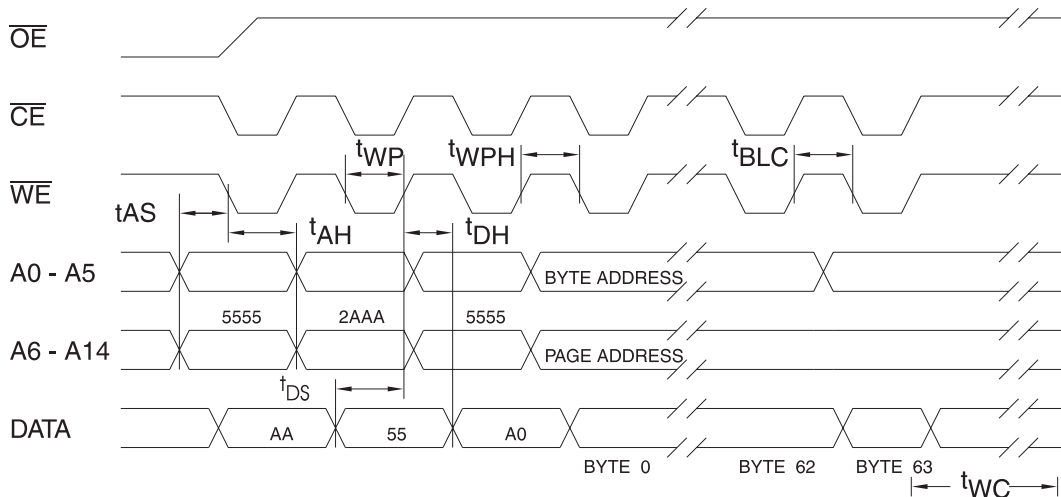 OE
CE
tWP
tWPH
tBLC
WE
tAS
tAH
tDH
A0 - A5
BYTE ADDRESS
5555
2AAA
5555
A6 - A14
PAGE ADDRESS
tDS
DATA
AA
55
A0
BYTE 0
BYTE 62
BYTE 63
tWC